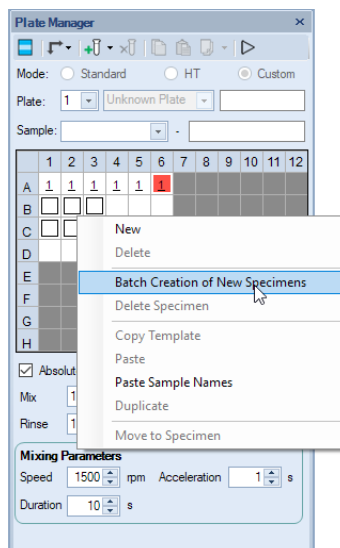 Plate Manager
Mode: Standard HT Custom
Plate: 1 Unknown Plate
Sample: -
1 2 3 4 5 6 7 8 9 10 11 12
A 1 1 1 1 1 1
B
C
D
E
F
G
H
New
Delete
Batch Creation of New Specimens
Delete Specimen
Copy Template
Paste
Paste Sample Names
Duplicate
Move to Specimen
Mix 1
Rinse 1
Mixing Parameters
Speed 1500 rpm Acceleration 1 s
Duration 10 s